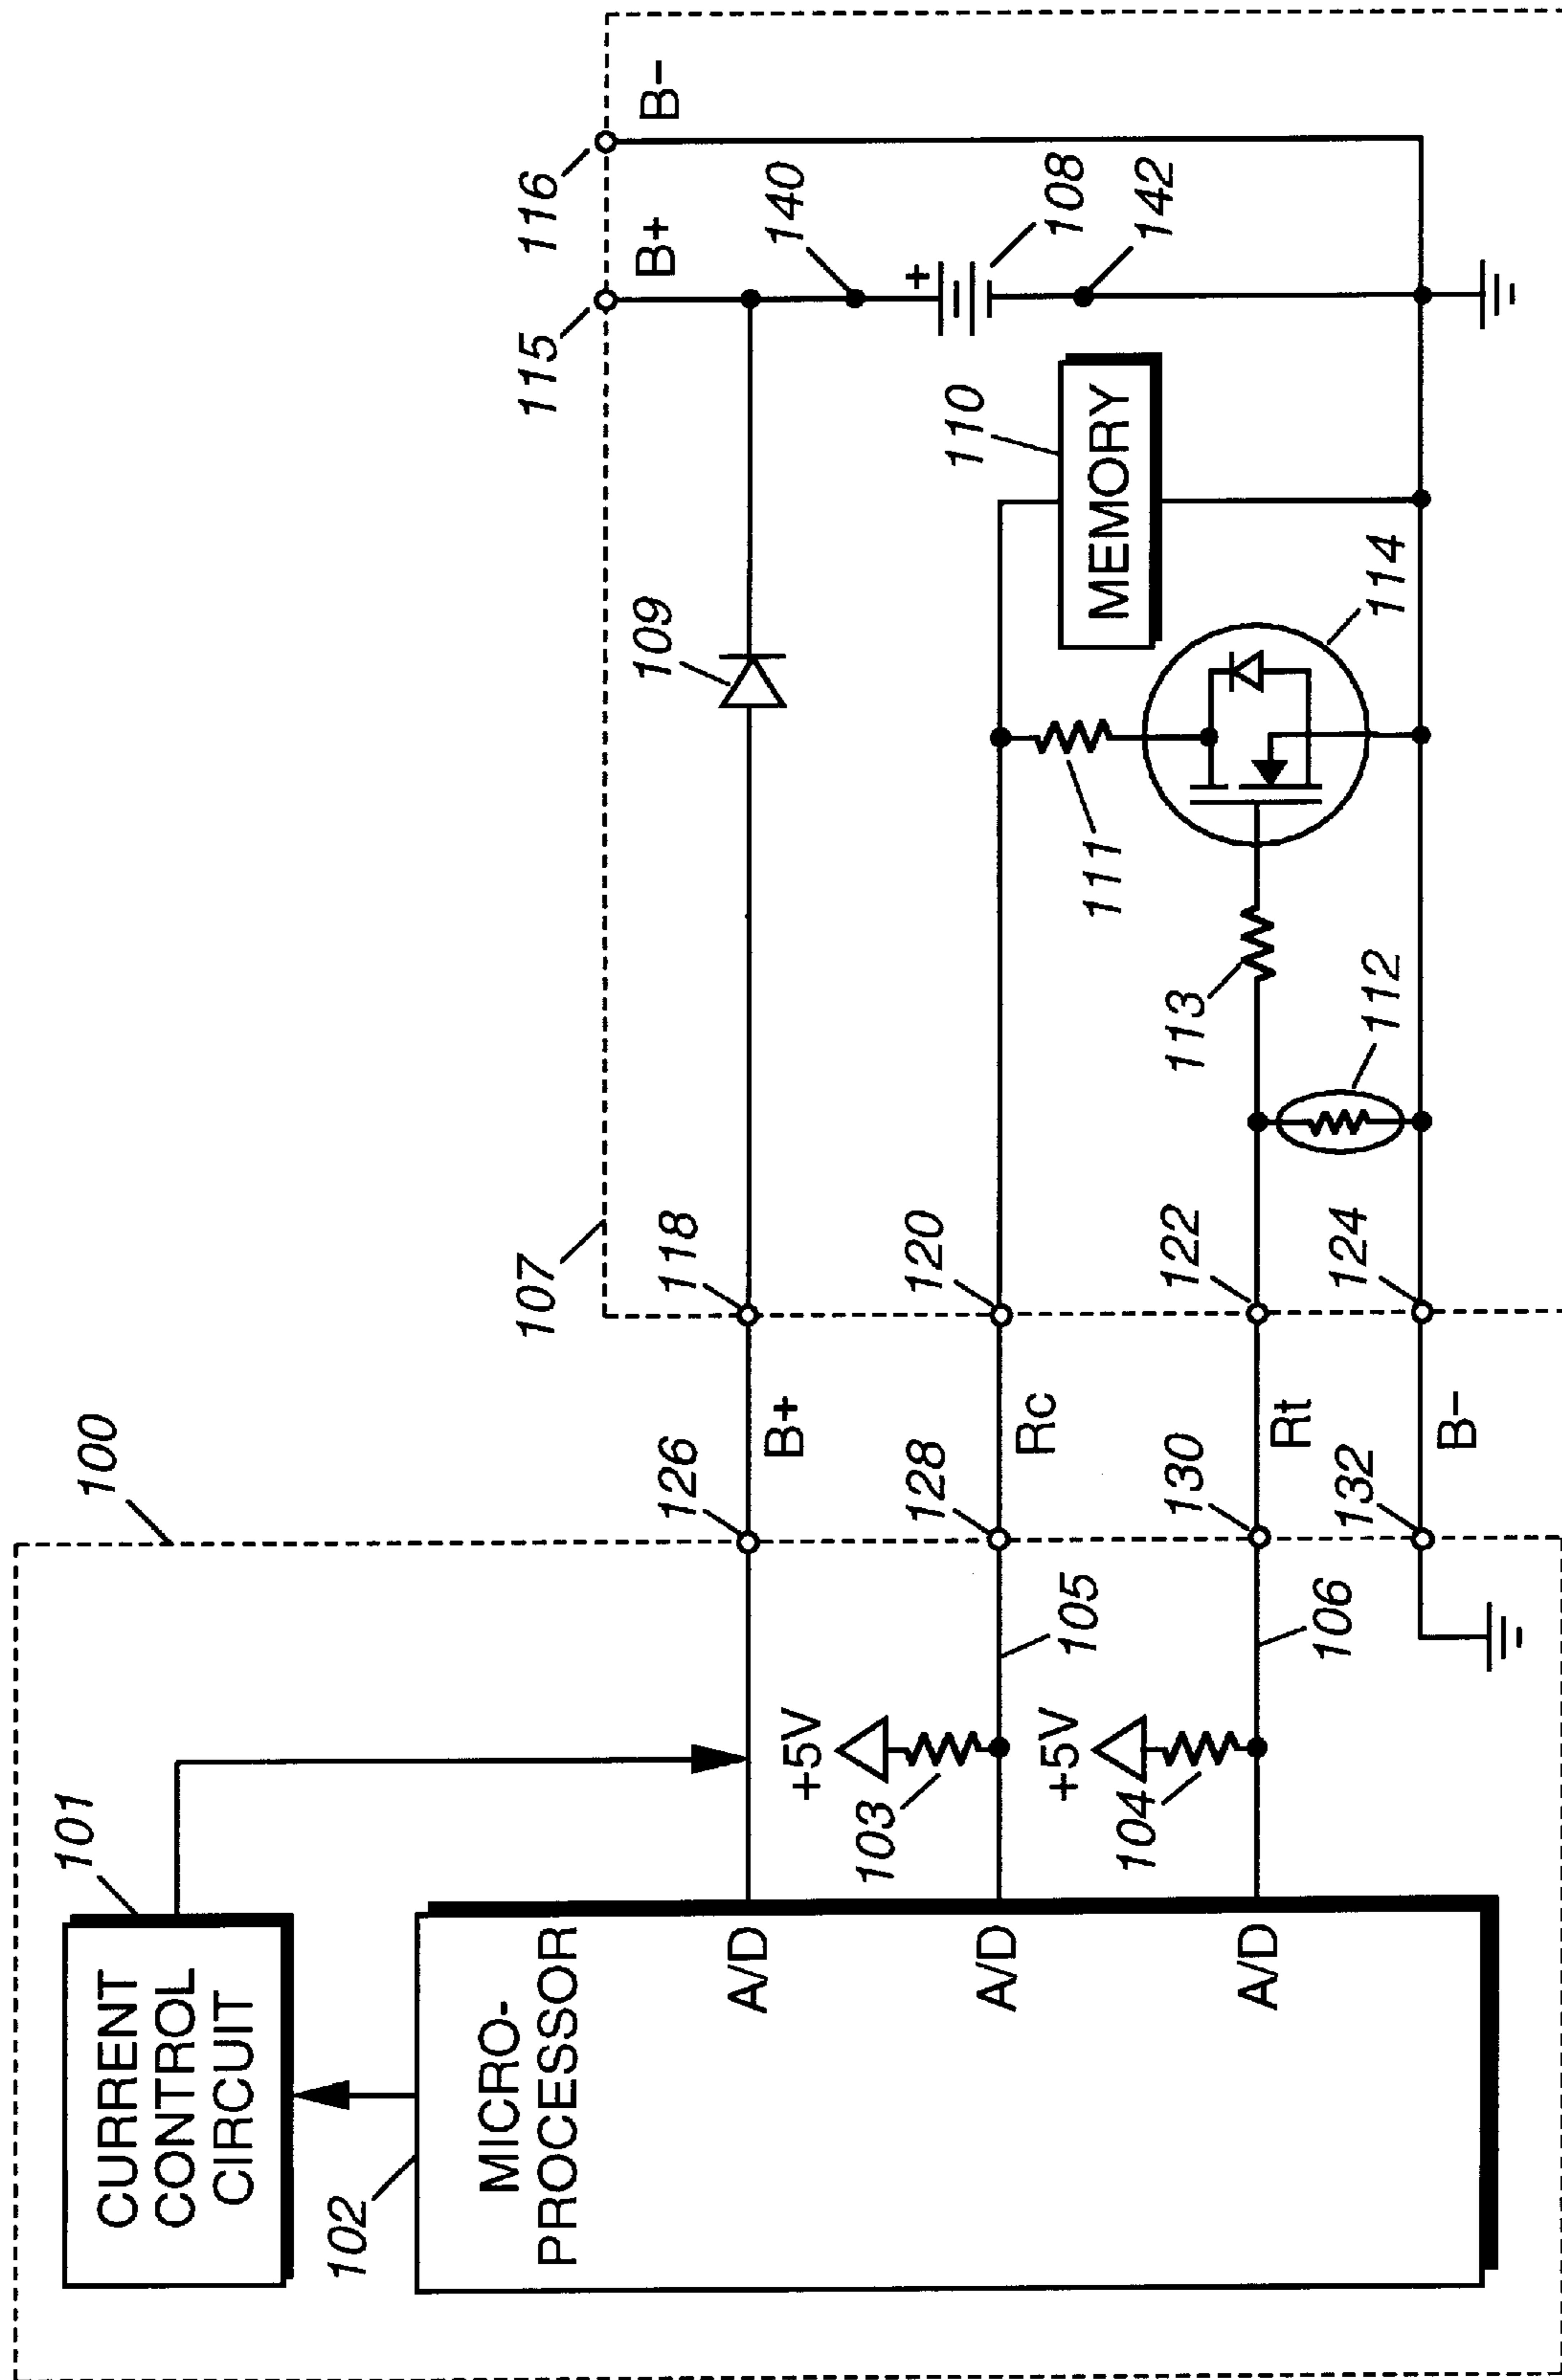 100
101
CURRENT
CONTROL
CIRCUIT
102
MICRO-
PROCESSOR
A/D
A/D
A/D
+5V
103
+5V
104
105
106
126
128
130
132
B+
Rc
Rt
B−
107
118
120
122
124
109
111
113
112
114
110
MEMORY
115
B+
116
B−
140
+
108
142